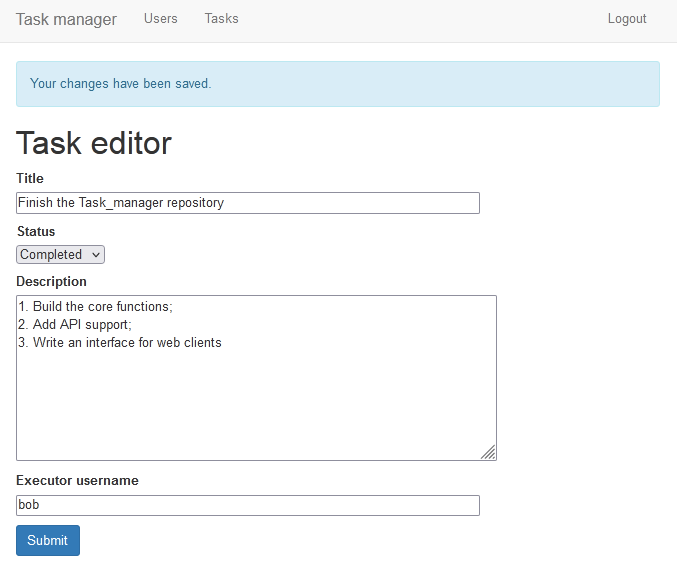 Task manager Users Tasks Logout
Your changes have been saved.
Task editor
Title
Finish the Task_manager repository
Status
Completed
Description
1. Build the core functions;
2. Add API support;
3. Write an interface for web clients
Executor username
bob
Submit